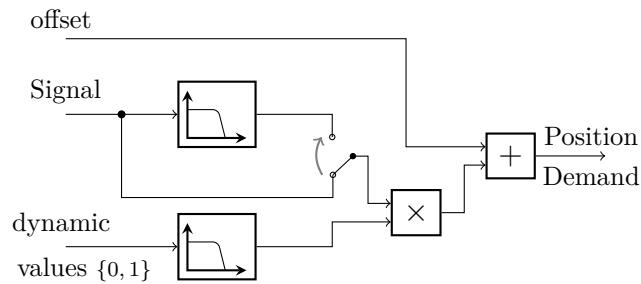 offset
Signal
Position
+
Demand
×
dynamic
values {0, 1}